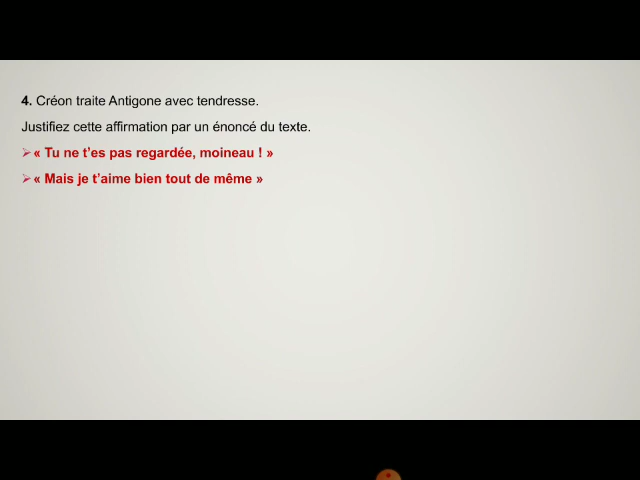 4. Créon traite Antigone avec tendresse.
Justifiez cette affirmation par un énoncé du texte.
➢ « Tu ne t’es pas regardée, moineau ! »
➢ « Mais je t’aime bien tout de même »